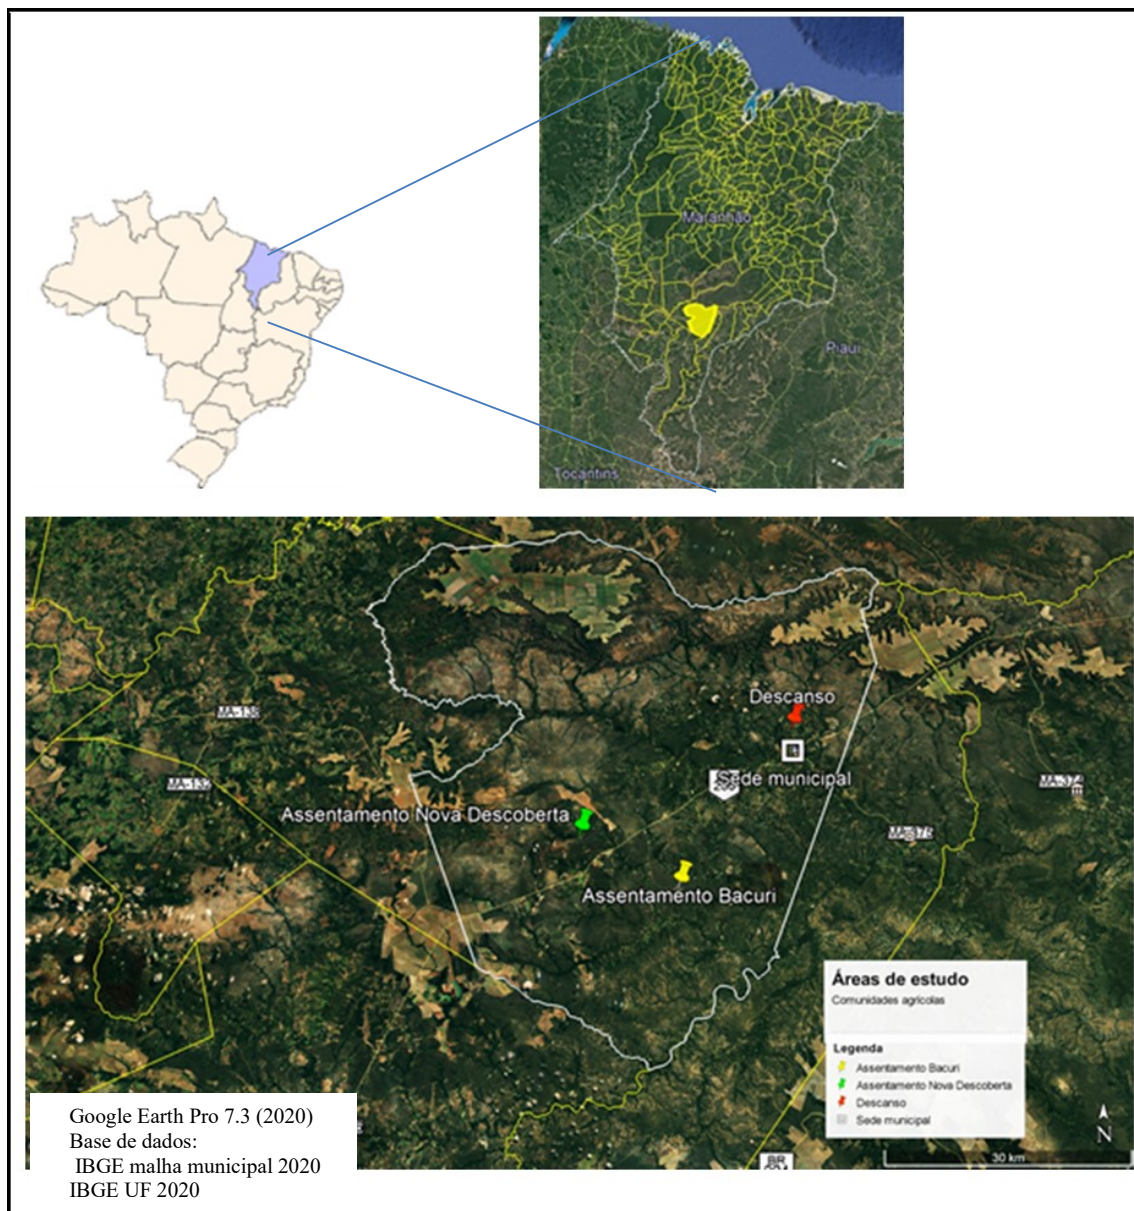 Maranhão
Piauí
Tocantins
Descanso
Sede municipal
MA-138
MA-132
MA-374
Assentamento Nova Descoberta
Assentamento Bacuri
Áreas de estudo
Comunidades agrícolas
Legenda
Assentamento Bacuri
Assentamento Nova Descoberta
Descanso
Sede municipal
N
30 km
BR
Google Earth Pro 7.3 (2020)
Base de dados:
IBGE malha municipal 2020
IBGE UF 2020